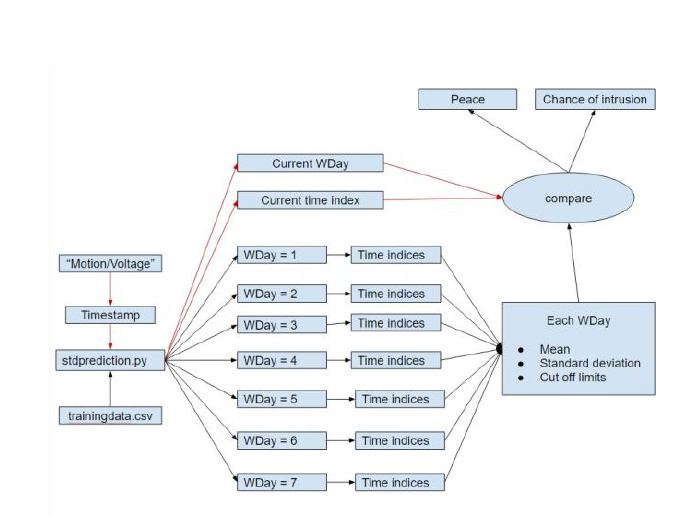 Peace
Chance of intrusion
Current WDay
Current time index
compare
"Motion/Voltage"
Timestamp
stdprediction.py
trainingdata.csv
WDay = 1
Time indices
WDay = 2
Time indices
WDay = 3
Time indices
WDay = 4
Time indices
WDay = 5
Time indices
WDay = 6
Time indices
WDay = 7
Time indices
Each WDay
● Mean
● Standard deviation
● Cut off limits